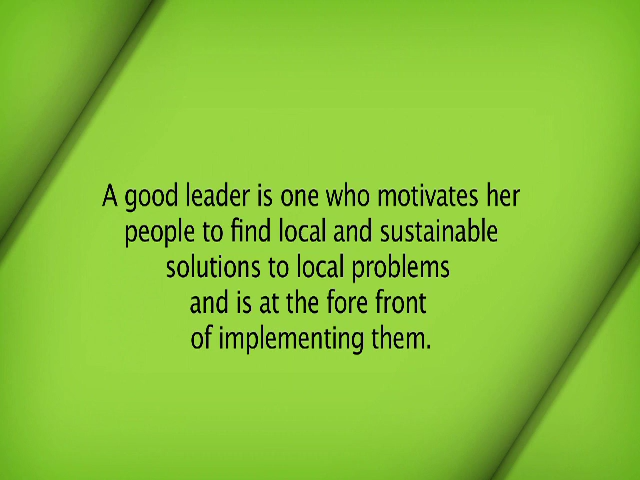 A good leader is one who motivates her
people to find local and sustainable
solutions to local problems
and is at the fore front
of implementing them.